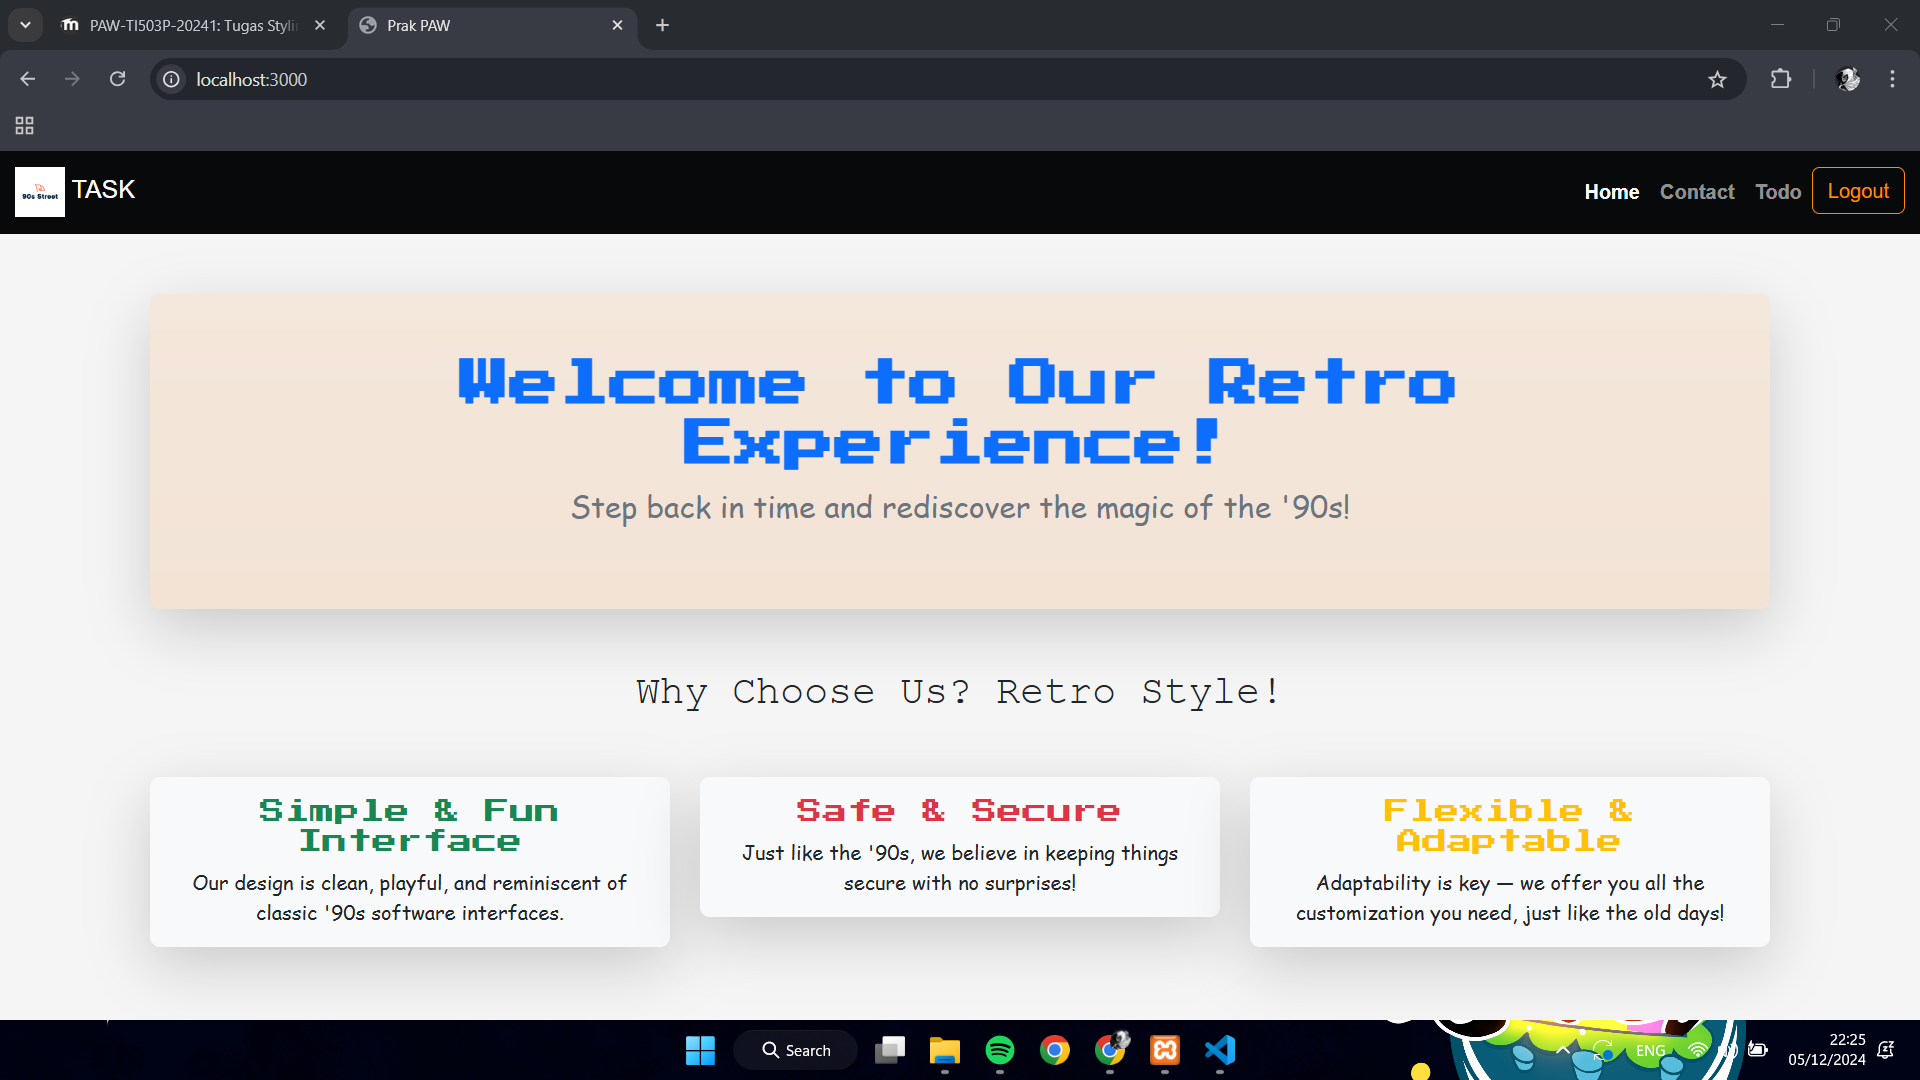 PAW-TI503P-20241: Tugas Styli
Prak PAW
localhost:3000
90s Street
TASK
Home
Contact
Todo
Logout
Welcome to Our Retro
Experience!
Step back in time and rediscover the magic of the '90s!
Why Choose Us? Retro Style!
Simple & Fun
Interface
Our design is clean, playful, and reminiscent of
classic '90s software interfaces.
Safe & Secure
Just like the '90s, we believe in keeping things
secure with no surprises!
Flexible &
Adaptable
Adaptability is key — we offer you all the
customization you need, just like the old days!
Search
ENG
22:25
05/12/2024